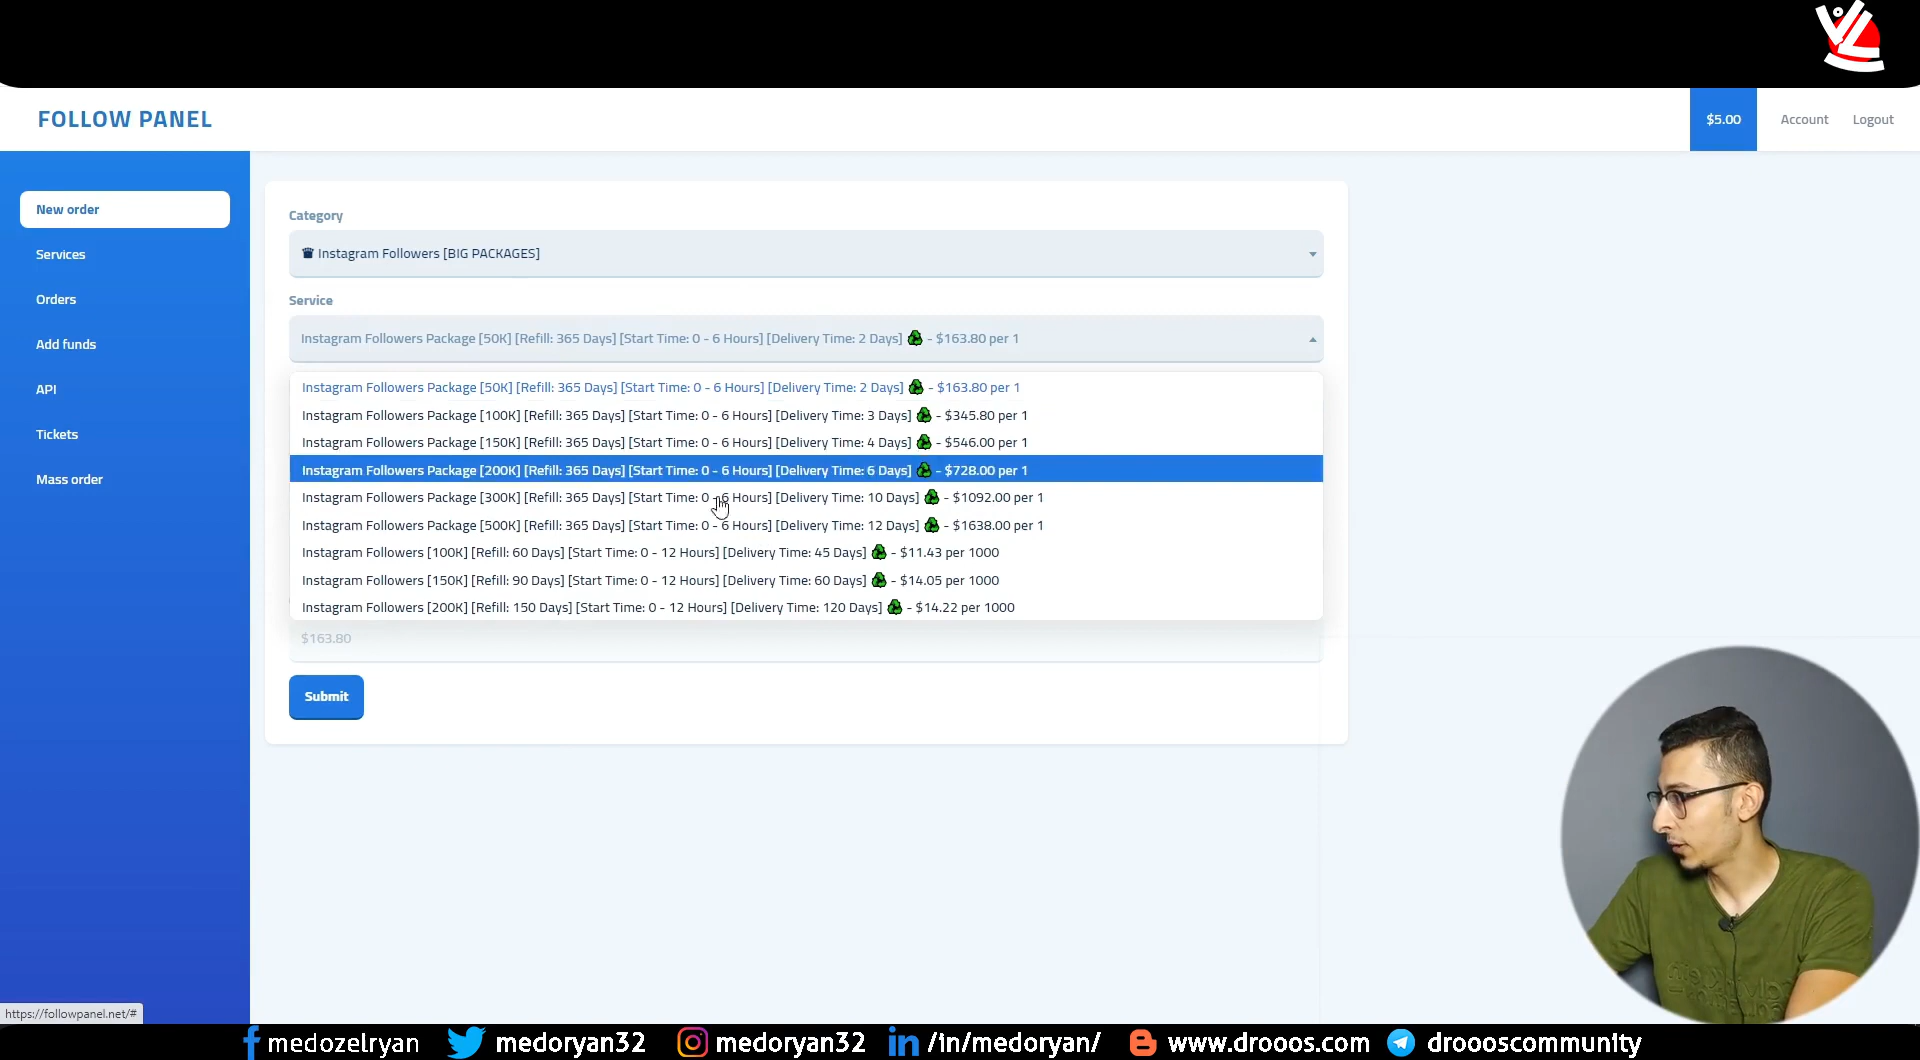 FOLLOW PANEL
$5.00
Account
Logout
New order
Services
Orders
Add funds
API
Tickets
Mass order
Category
Instagram Followers [BIG PACKAGES]
Service
Instagram Followers Package [50K] [Refill: 365 Days] [Start Time: 0 - 6 Hours] [Delivery Time: 2 Days] ♻ - $163.80 per 1
Instagram Followers Package [50K] [Refill: 365 Days] [Start Time: 0 - 6 Hours] [Delivery Time: 2 Days] ♻ - $163.80 per 1
Instagram Followers Package [100K] [Refill: 365 Days] [Start Time: 0 - 6 Hours] [Delivery Time: 3 Days] ♻ - $345.80 per 1
Instagram Followers Package [150K] [Refill: 365 Days] [Start Time: 0 - 6 Hours] [Delivery Time: 4 Days] ♻ - $546.00 per 1
Instagram Followers Package [200K] [Refill: 365 Days] [Start Time: 0 - 6 Hours] [Delivery Time: 6 Days] ♻ - $728.00 per 1
Instagram Followers Package [300K] [Refill: 365 Days] [Start Time: 0 - 6 Hours] [Delivery Time: 10 Days] ♻ - $1092.00 per 1
Instagram Followers Package [500K] [Refill: 365 Days] [Start Time: 0 - 6 Hours] [Delivery Time: 12 Days] ♻ - $1638.00 per 1
Instagram Followers [100K] [Refill: 60 Days] [Start Time: 0 - 12 Hours] [Delivery Time: 45 Days] ♻ - $11.43 per 1000
Instagram Followers [150K] [Refill: 90 Days] [Start Time: 0 - 12 Hours] [Delivery Time: 60 Days] ♻ - $14.05 per 1000
Instagram Followers [200K] [Refill: 150 Days] [Start Time: 0 - 12 Hours] [Delivery Time: 120 Days] ♻ - $14.22 per 1000
$163.80
Submit
https://followpanel.net/#
medozelryan
medoryan32
medoryan32
/in/medoryan/
www.drooos.com
droooscommunity